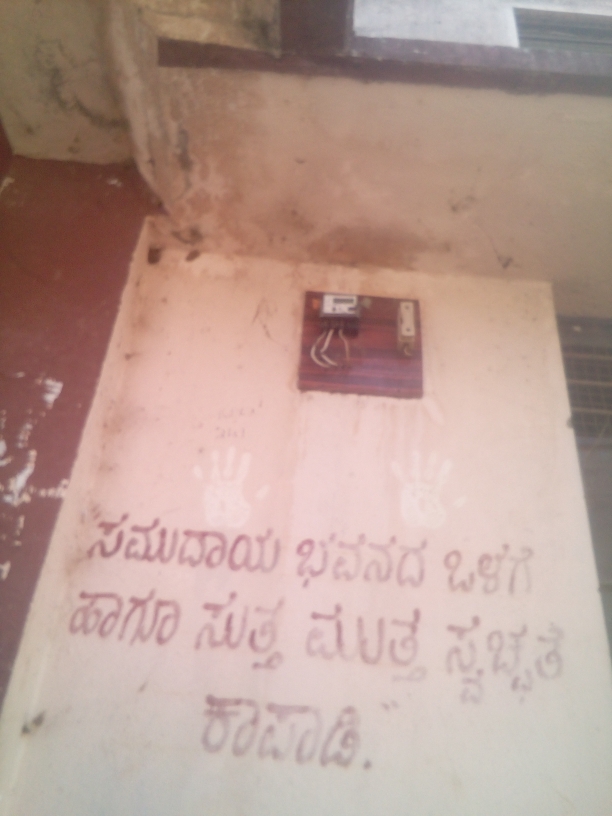 ಸಮುದಾಯ ಭವನದ ಒಳಗೆ
ಹಾಗೂ ಸುತ್ತ ಮುತ್ತ ಸ್ವಚ್ಛತೆ
ಕಾಪಾಡಿ.